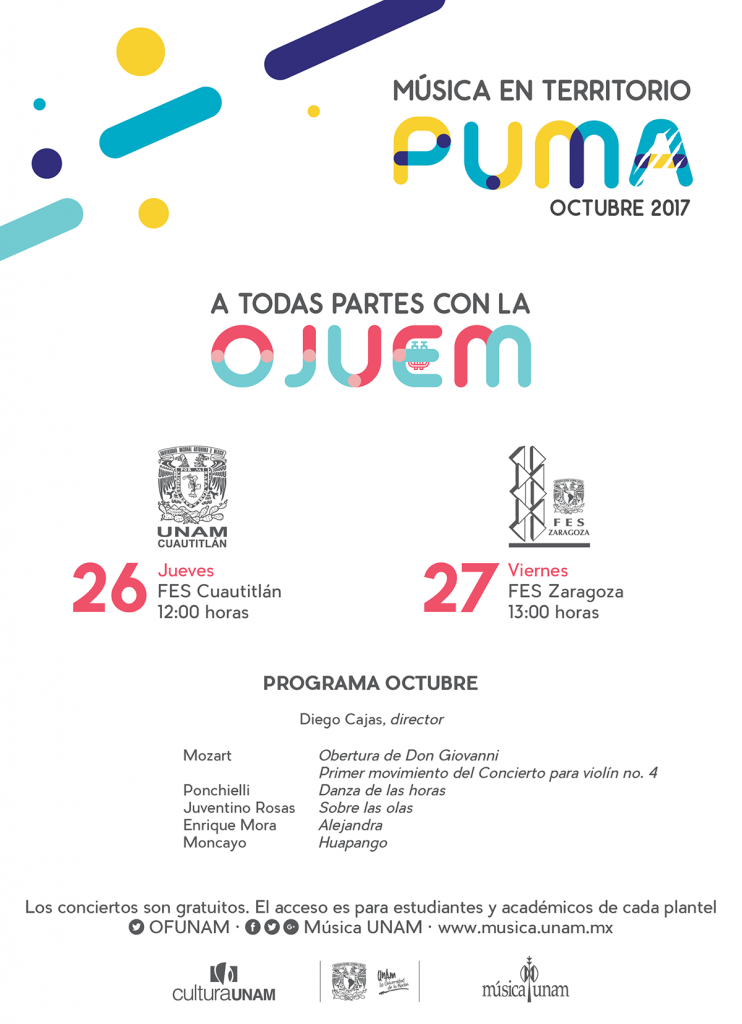 MÚSICA EN TERRITORIO
PUMA
OCTUBRE 2017
A TODAS PARTES CON LA
OJUEM
UNAM
CUAUTITLÁN
26
Jueves
FES Cuautitlán
12:00 horas
FES
ZARAGOZA
27
Viernes
FES Zaragoza
13:00 horas
PROGRAMA OCTUBRE
Diego Cajas, director
Mozart Obertura de Don Giovanni
Primer movimiento del Concierto para violín no. 4
Ponchielli Danza de las horas
Juventino Rosas Sobre las olas
Enrique Mora Alejandra
Moncayo Huapango
Los conciertos son gratuitos. El acceso es para estudiantes y académicos de cada plantel
OFUNAM · Música UNAM · www.musica.unam.mx
culturaUNAM
música unam